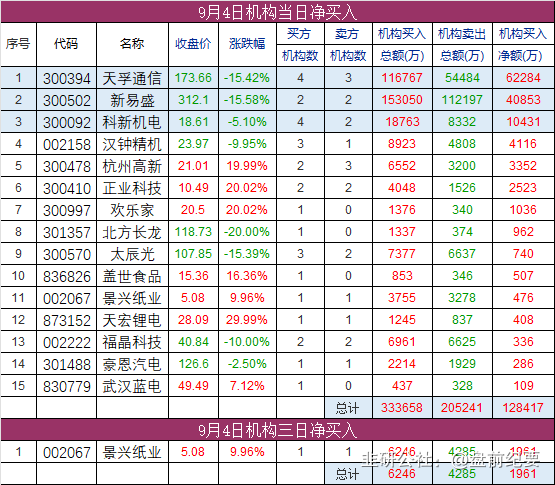 9月4日机构当日净买入
序号 代码 名称 收盘价 涨跌幅 买方机构数 卖方机构数 机构买入总额(万) 机构卖出总额(万) 机构买入净额(万)
1 300394 天孚通信 173.66 -15.42% 4 3 116767 54484 62284
2 300502 新易盛 312.1 -15.58% 2 2 153050 112197 40853
3 300092 科新机电 18.61 -5.10% 4 2 18763 8332 10431
4 002158 汉钟精机 23.97 -9.95% 3 1 8923 4808 4116
5 300478 杭州高新 21.01 19.99% 2 3 6552 3200 3352
6 300410 正业科技 10.49 20.02% 2 2 4048 1526 2523
7 300997 欢乐家 20.5 20.02% 1 0 1376 340 1036
8 301357 北方长龙 118.73 -20.00% 1 0 1337 374 962
9 300570 太辰光 107.85 -15.39% 3 2 7377 6637 740
10 836826 盖世食品 15.36 16.36% 1 0 853 346 507
11 002067 景兴纸业 5.08 9.96% 1 1 3755 3278 476
12 873152 天宏锂电 28.09 29.99% 1 1 1245 837 408
13 002222 福晶科技 40.84 -10.00% 2 2 6961 6625 336
14 301488 豪恩汽电 126.6 -2.50% 1 1 2214 1929 286
15 830779 武汉蓝电 49.49 7.12% 1 0 437 328 109
总计 333658 205241 128417
9月4日机构三日净买入
1 002067 景兴纸业 5.08 9.96% 1 1 6246 4285 1961
总计 6246 4285 1961
韭研公社：@盘前纪要